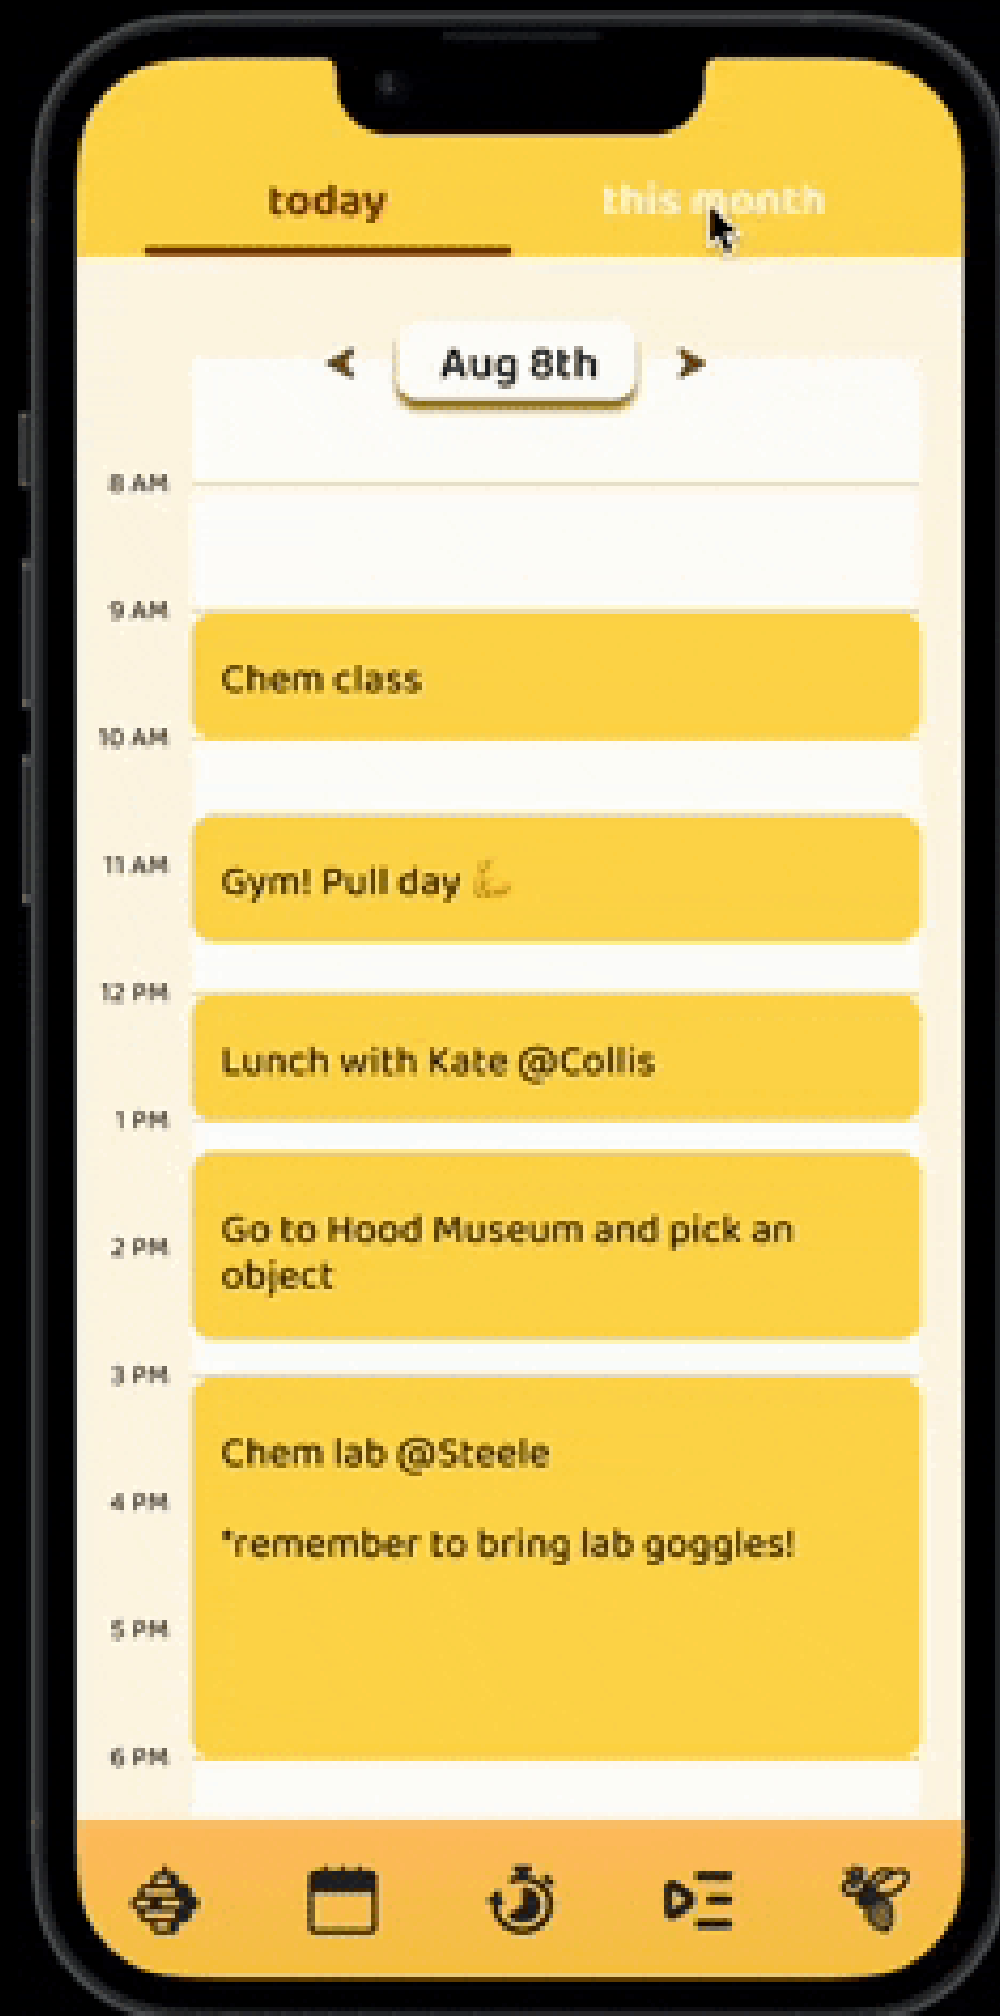 today
this month
Aug 8th
8 AM
9 AM
Chem class
10 AM
11 AM
Gym! Pull day 💪
12 PM
Lunch with Kate @Collis
1 PM
Go to Hood Museum and pick an
2 PM
object
3 PM
Chem lab @Steele
4 PM
*remember to bring lab goggles!
5 PM
6 PM